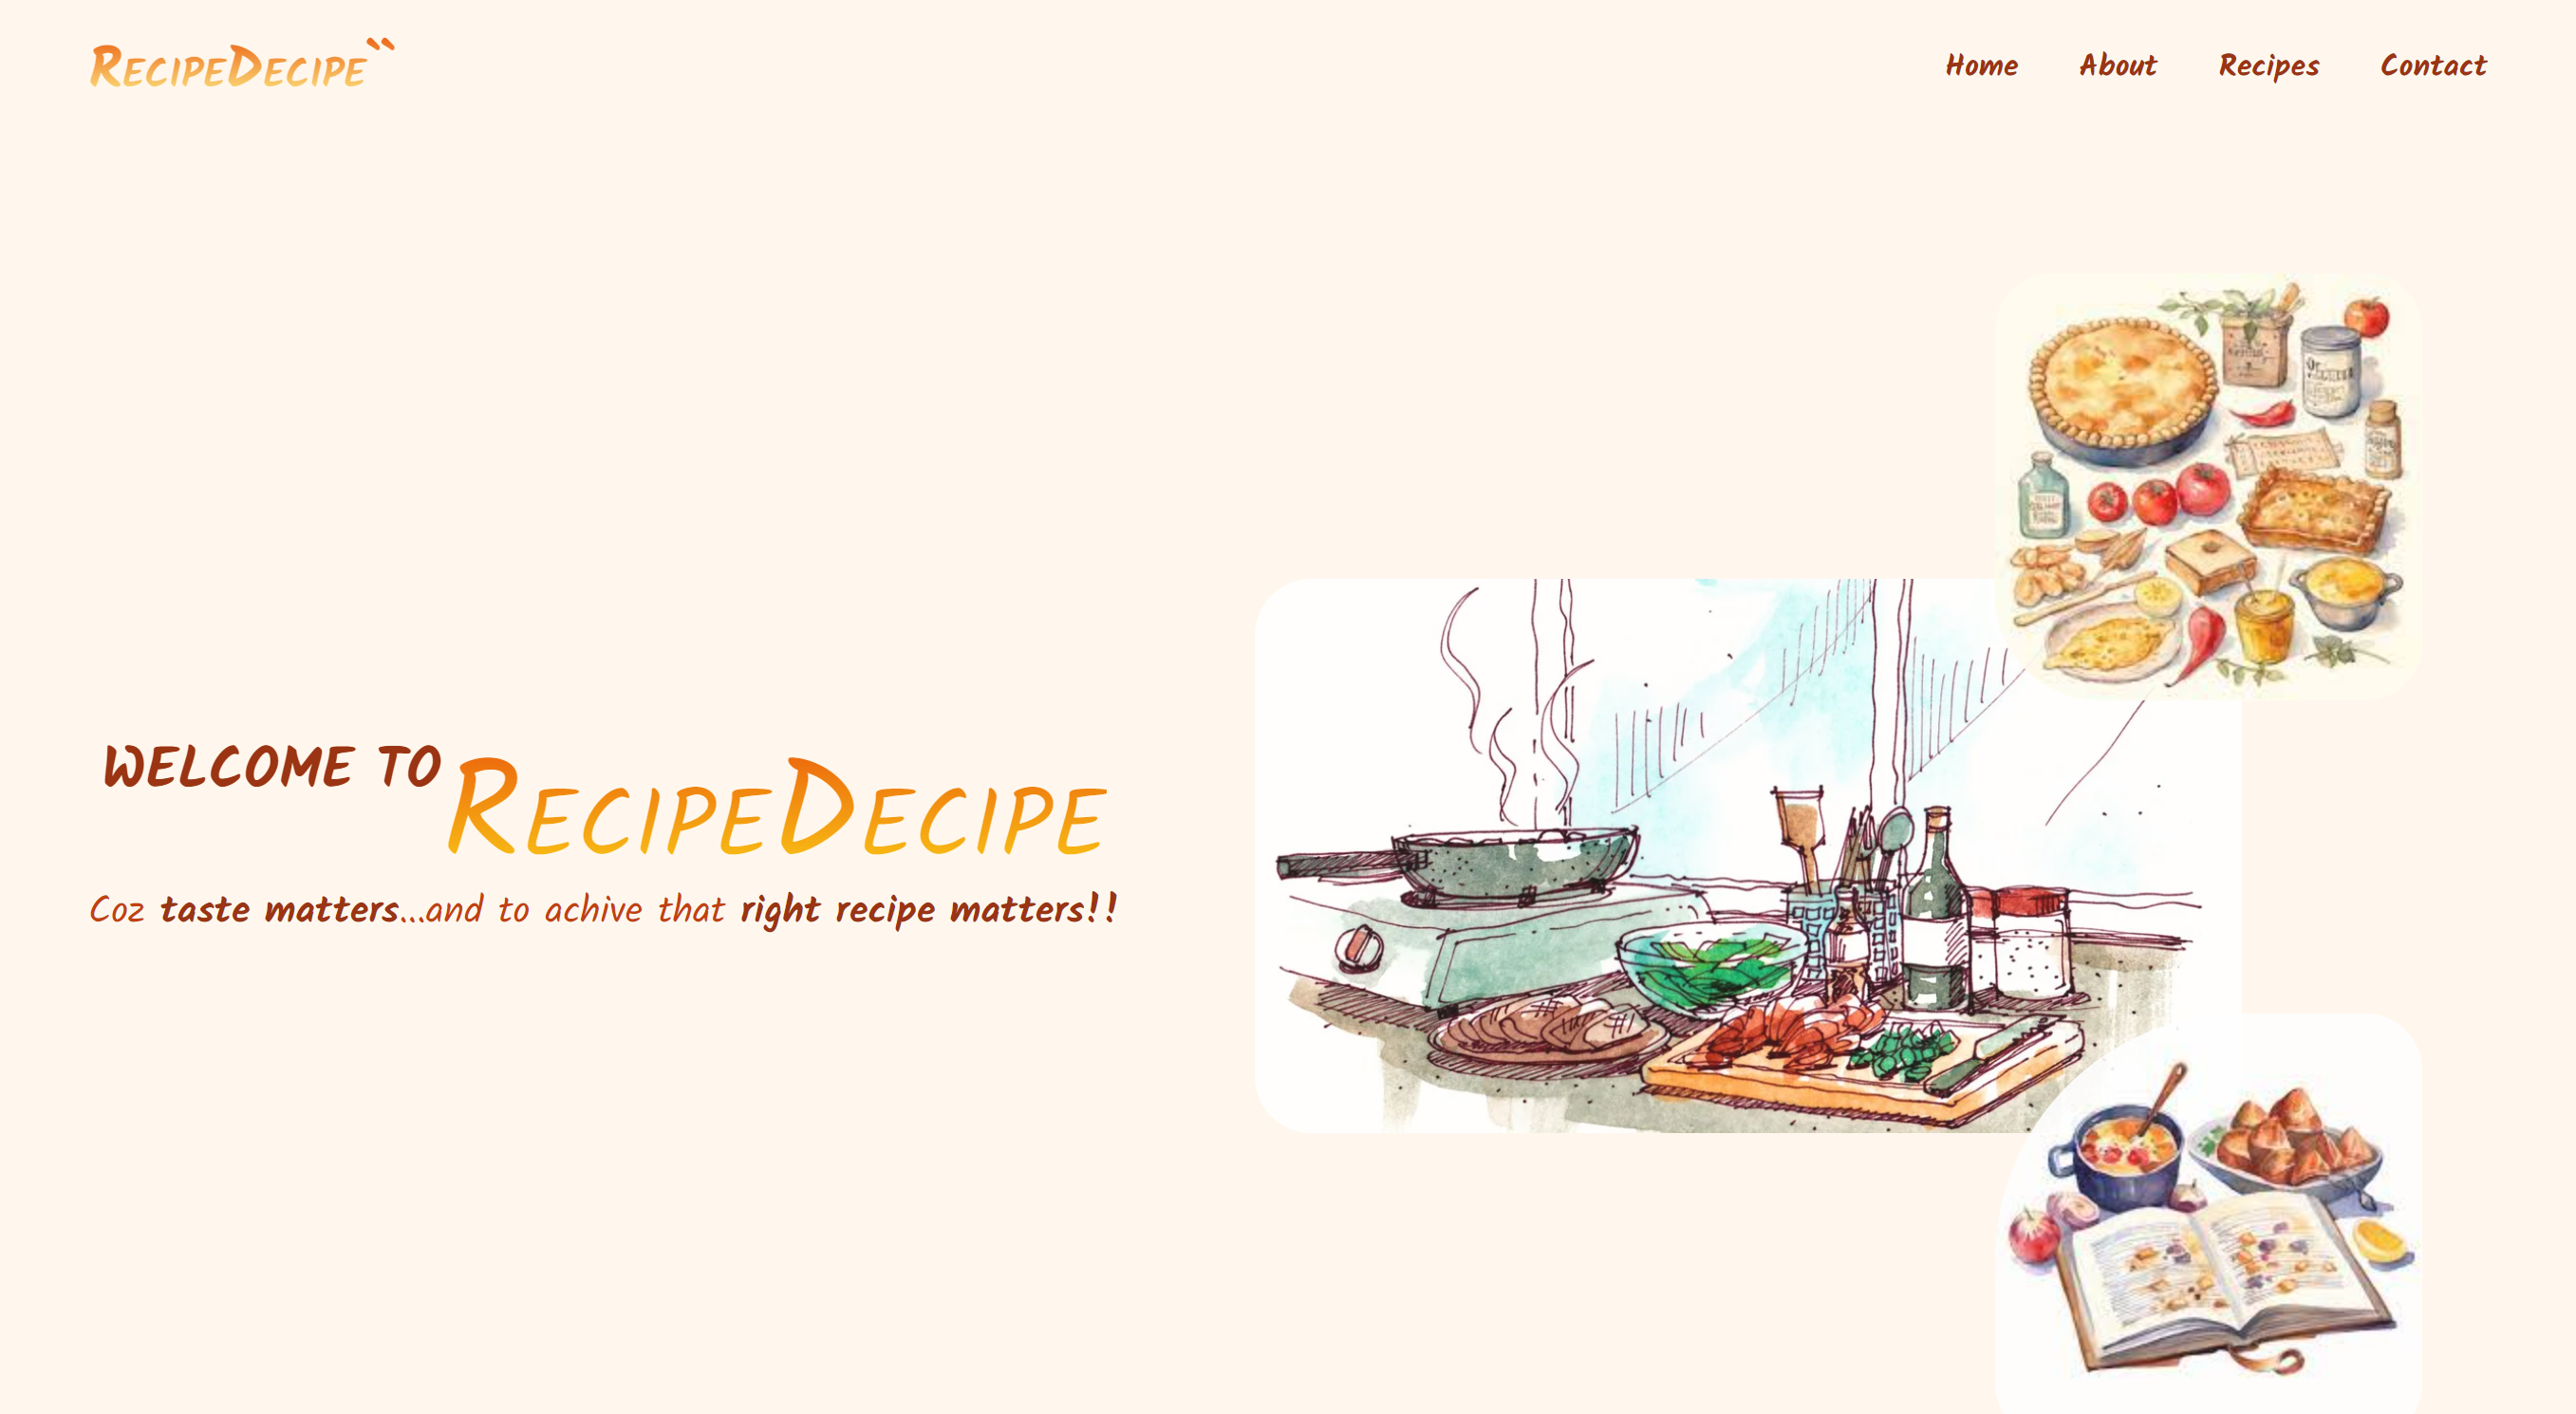 RECIPEDECIPE``
Home About Recipes Contact
WELCOME TO RECIPEDECIPE
Coz taste matters...and to achive that right recipe matters!!